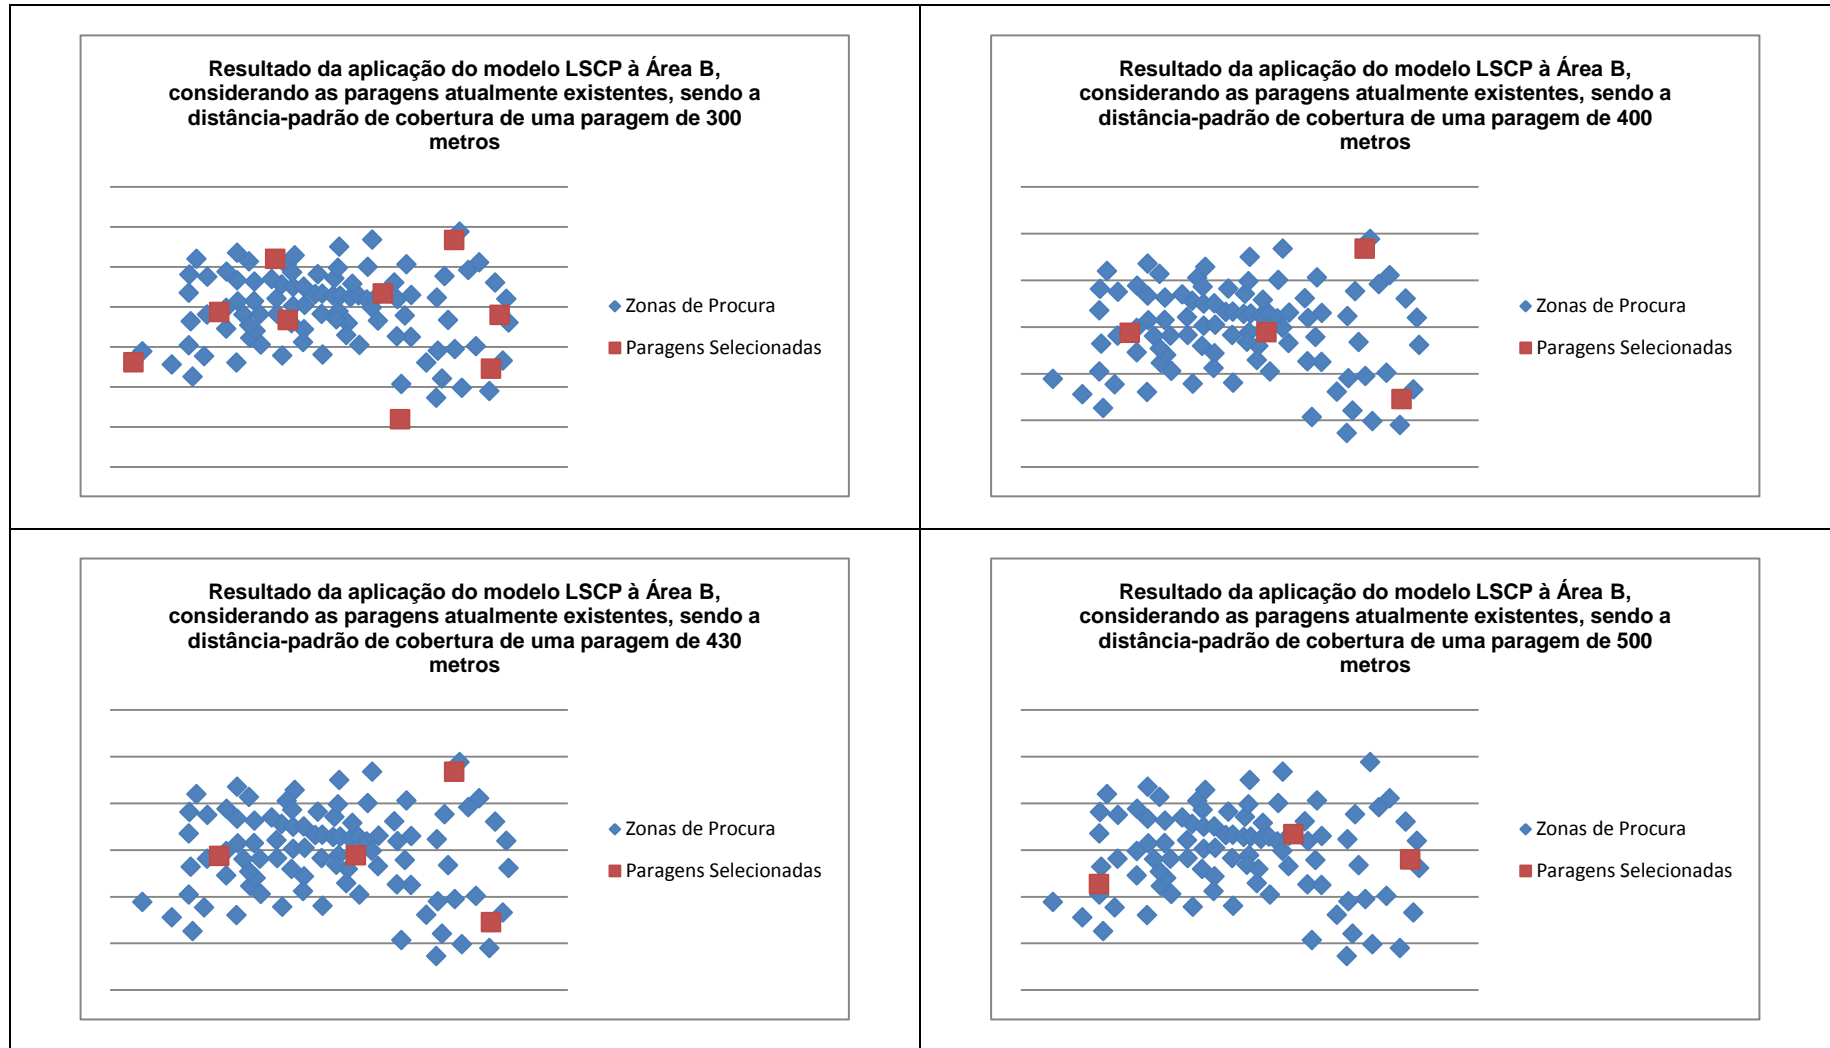 Resultado da aplicação do modelo LSCP à Área B,
considerando as paragens atualmente existentes, sendo a
distância-padrão de cobertura de uma paragem de 300
metros
Zonas de Procura
Paragens Selecionadas
Resultado da aplicação do modelo LSCP à Área B,
considerando as paragens atualmente existentes, sendo a
distância-padrão de cobertura de uma paragem de 400
metros
Zonas de Procura
Paragens Selecionadas
Resultado da aplicação do modelo LSCP à Área B,
considerando as paragens atualmente existentes, sendo a
distância-padrão de cobertura de uma paragem de 430
metros
Zonas de Procura
Paragens Selecionadas
Resultado da aplicação do modelo LSCP à Área B,
considerando as paragens atualmente existentes, sendo a
distância-padrão de cobertura de uma paragem de 500
metros
Zonas de Procura
Paragens Selecionadas